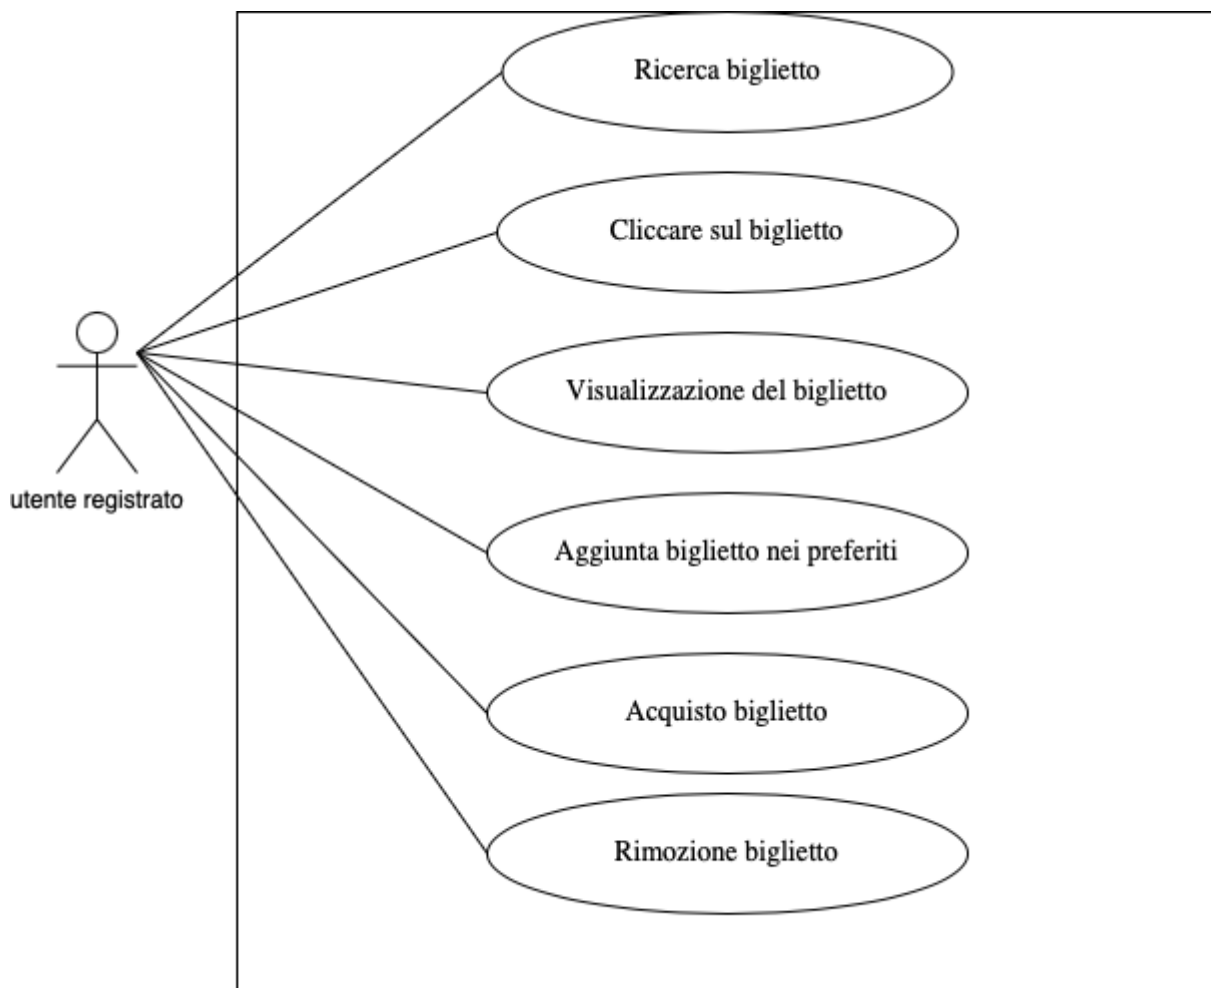 Ricerca biglietto
Cliccare sul biglietto
Visualizzazione del biglietto
utente registrato
Aggiunta biglietto nei preferiti
Acquisto biglietto
Rimozione biglietto